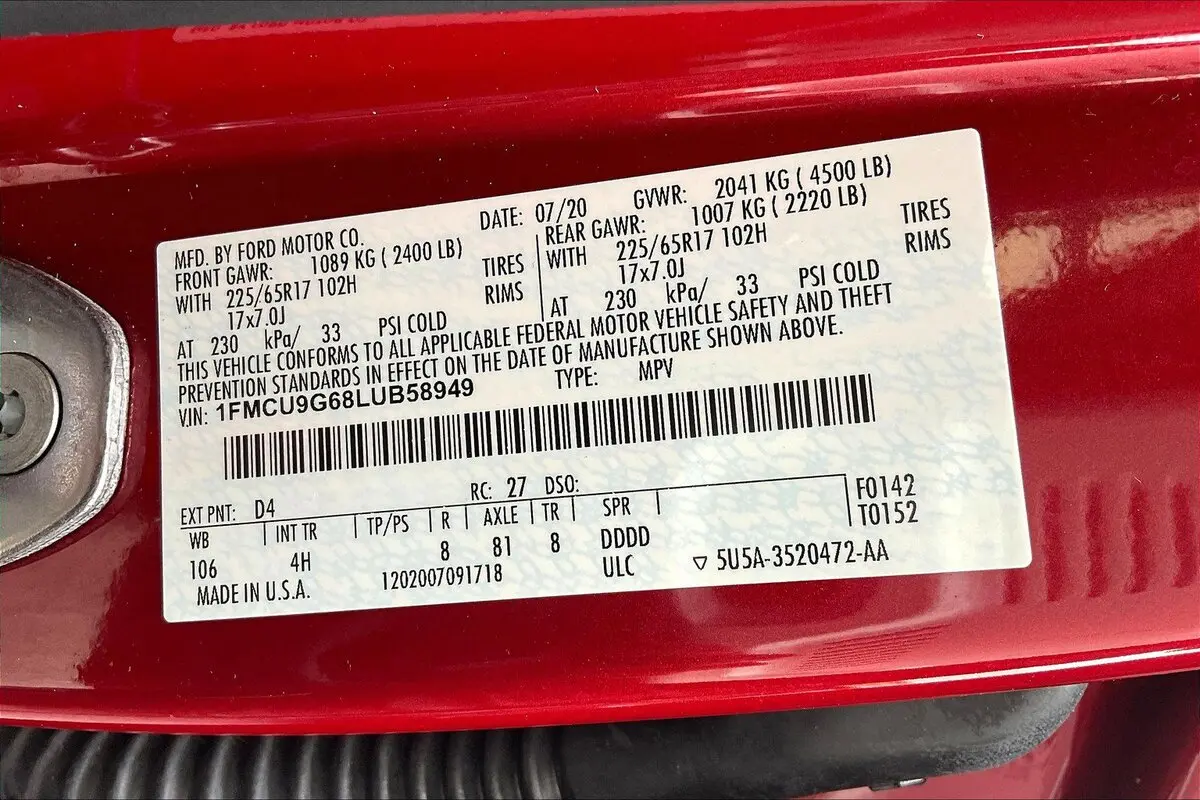 MFD. BY FORD MOTOR CO. DATE: 07/20 GVWR: 2041 KG ( 4500 LB)
FRONT GAWR: 1089 KG ( 2400 LB) REAR GAWR: 1007 KG ( 2220 LB)
WITH 225/65R17 102H TIRES WITH 225/65R17 102H TIRES
17x7.0J RIMS 17x7.0J RIMS
AT 230 kPa/ 33 PSI COLD AT 230 kPa/ 33 PSI COLD
THIS VEHICLE CONFORMS TO ALL APPLICABLE FEDERAL MOTOR VEHICLE SAFETY AND THEFT
PREVENTION STANDARDS IN EFFECT ON THE DATE OF MANUFACTURE SHOWN ABOVE.
VIN: 1FMCU9G68LUB58949 TYPE: MPV
EXT PNT: D4 RC: 27 DSO: F0142
WB INT TR TP/PS R AXLE TR SPR T0152
106 4H 8 81 8 DDDD
MADE IN U.S.A. 1202007091718 ULC ▽ 5U5A-3520472-AA